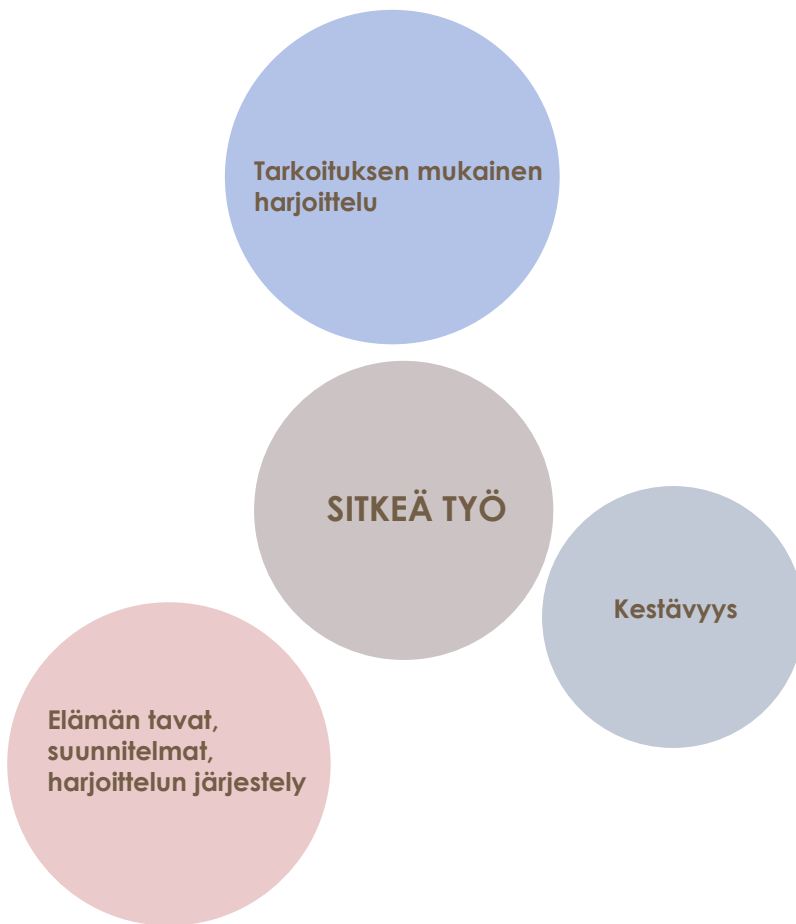 Tarkoituksen mukainen
harjoittelu
SITKEÄ TYÖ
Kestävyys
Elämän tavat,
suunnitelmat,
harjoittelun järjestely